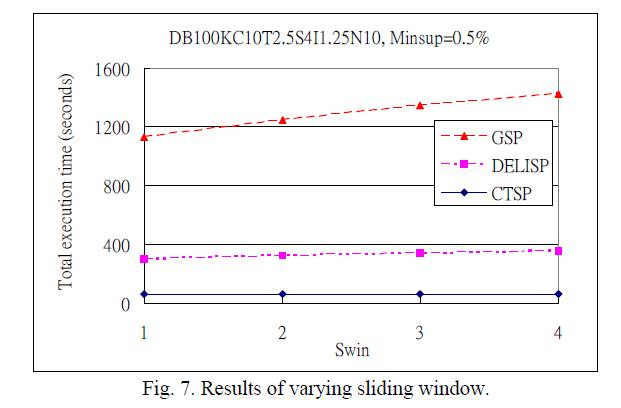 DB100KC10T2.5S4I1.25N10, Minsup=0.5%
Total execution time (seconds)
1600
1200
800
400
0
GSP
DELISP
CTSP
1 2 3 4
Swin
Fig. 7. Results of varying sliding window.